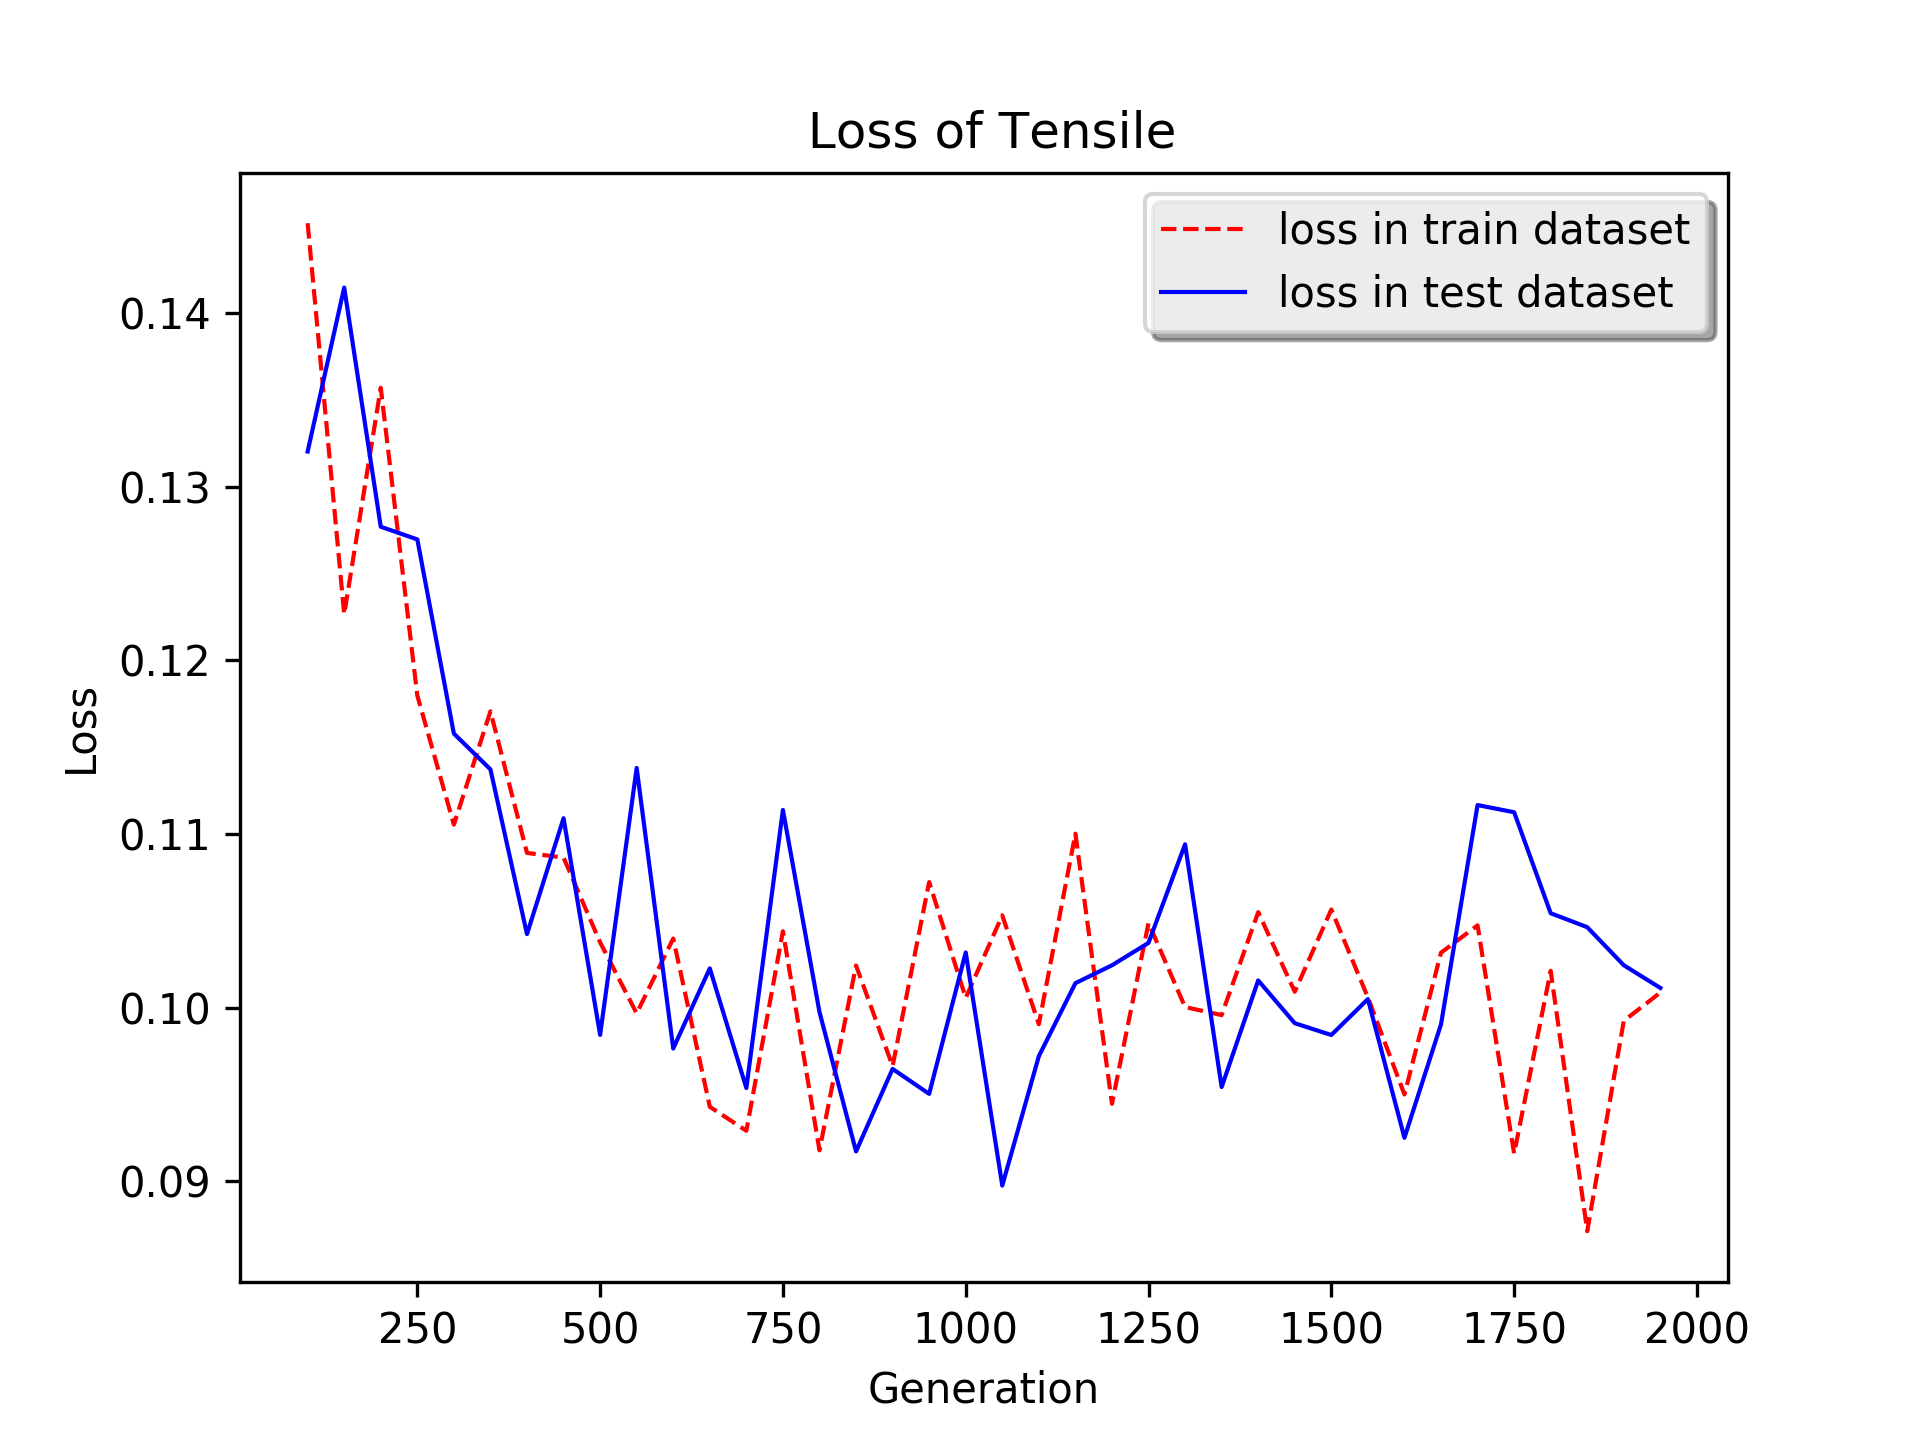 Loss of Tensile
loss in train dataset
loss in test dataset
0.14
0.13
0.12
0.11
0.10
0.09
Loss
250 500 750 1000 1250 1500 1750 2000
Generation